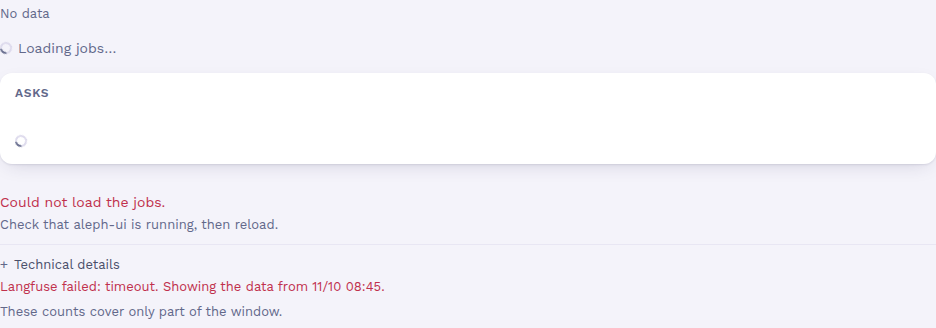 No data
Loading jobs...
ASKS
Could not load the jobs.
Check that aleph-ui is running, then reload.
+ Technical details
Langfuse failed: timeout. Showing the data from 11/10 08:45.
These counts cover only part of the window.